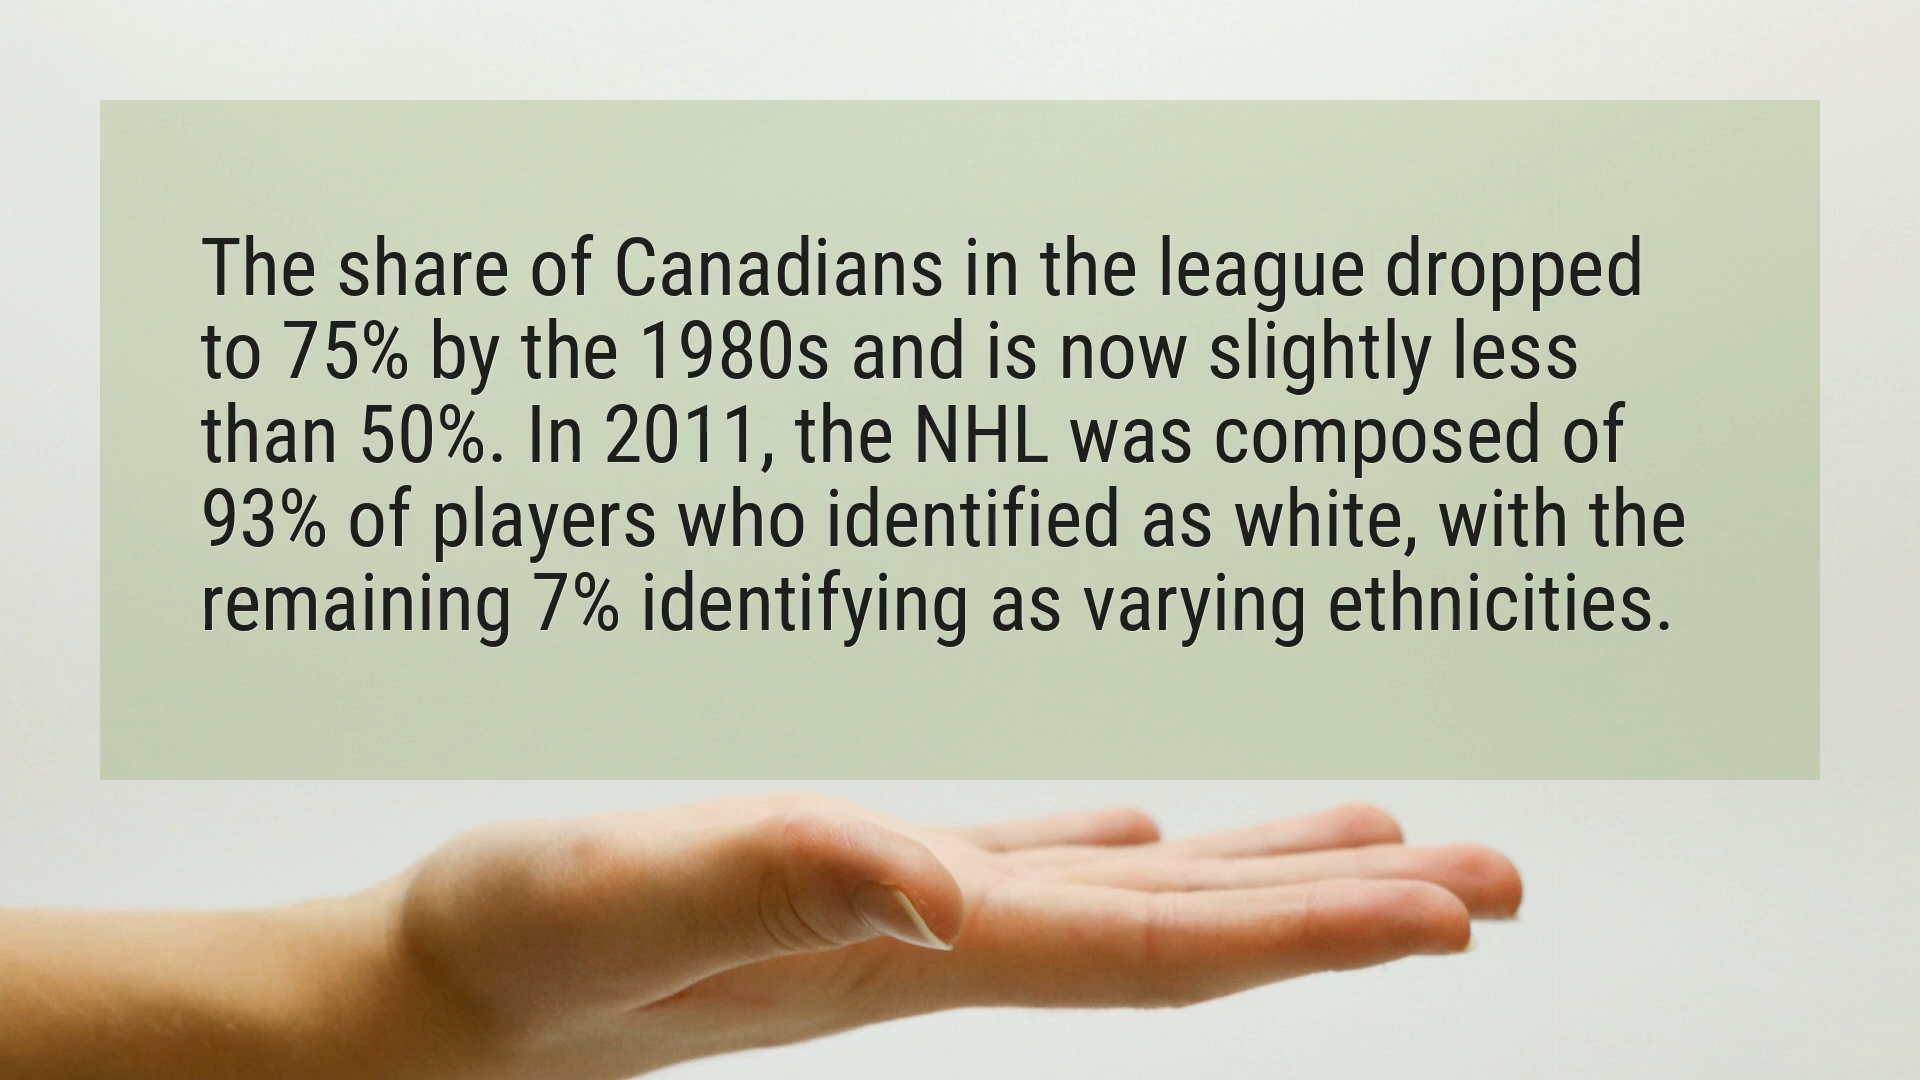 The share of Canadians in the league dropped
to 75% by the 1980s and is now slightly less
than 50%. In 2011, the NHL was composed of
93% of players who identified as white, with the
remaining 7% identifying as varying ethnicities.